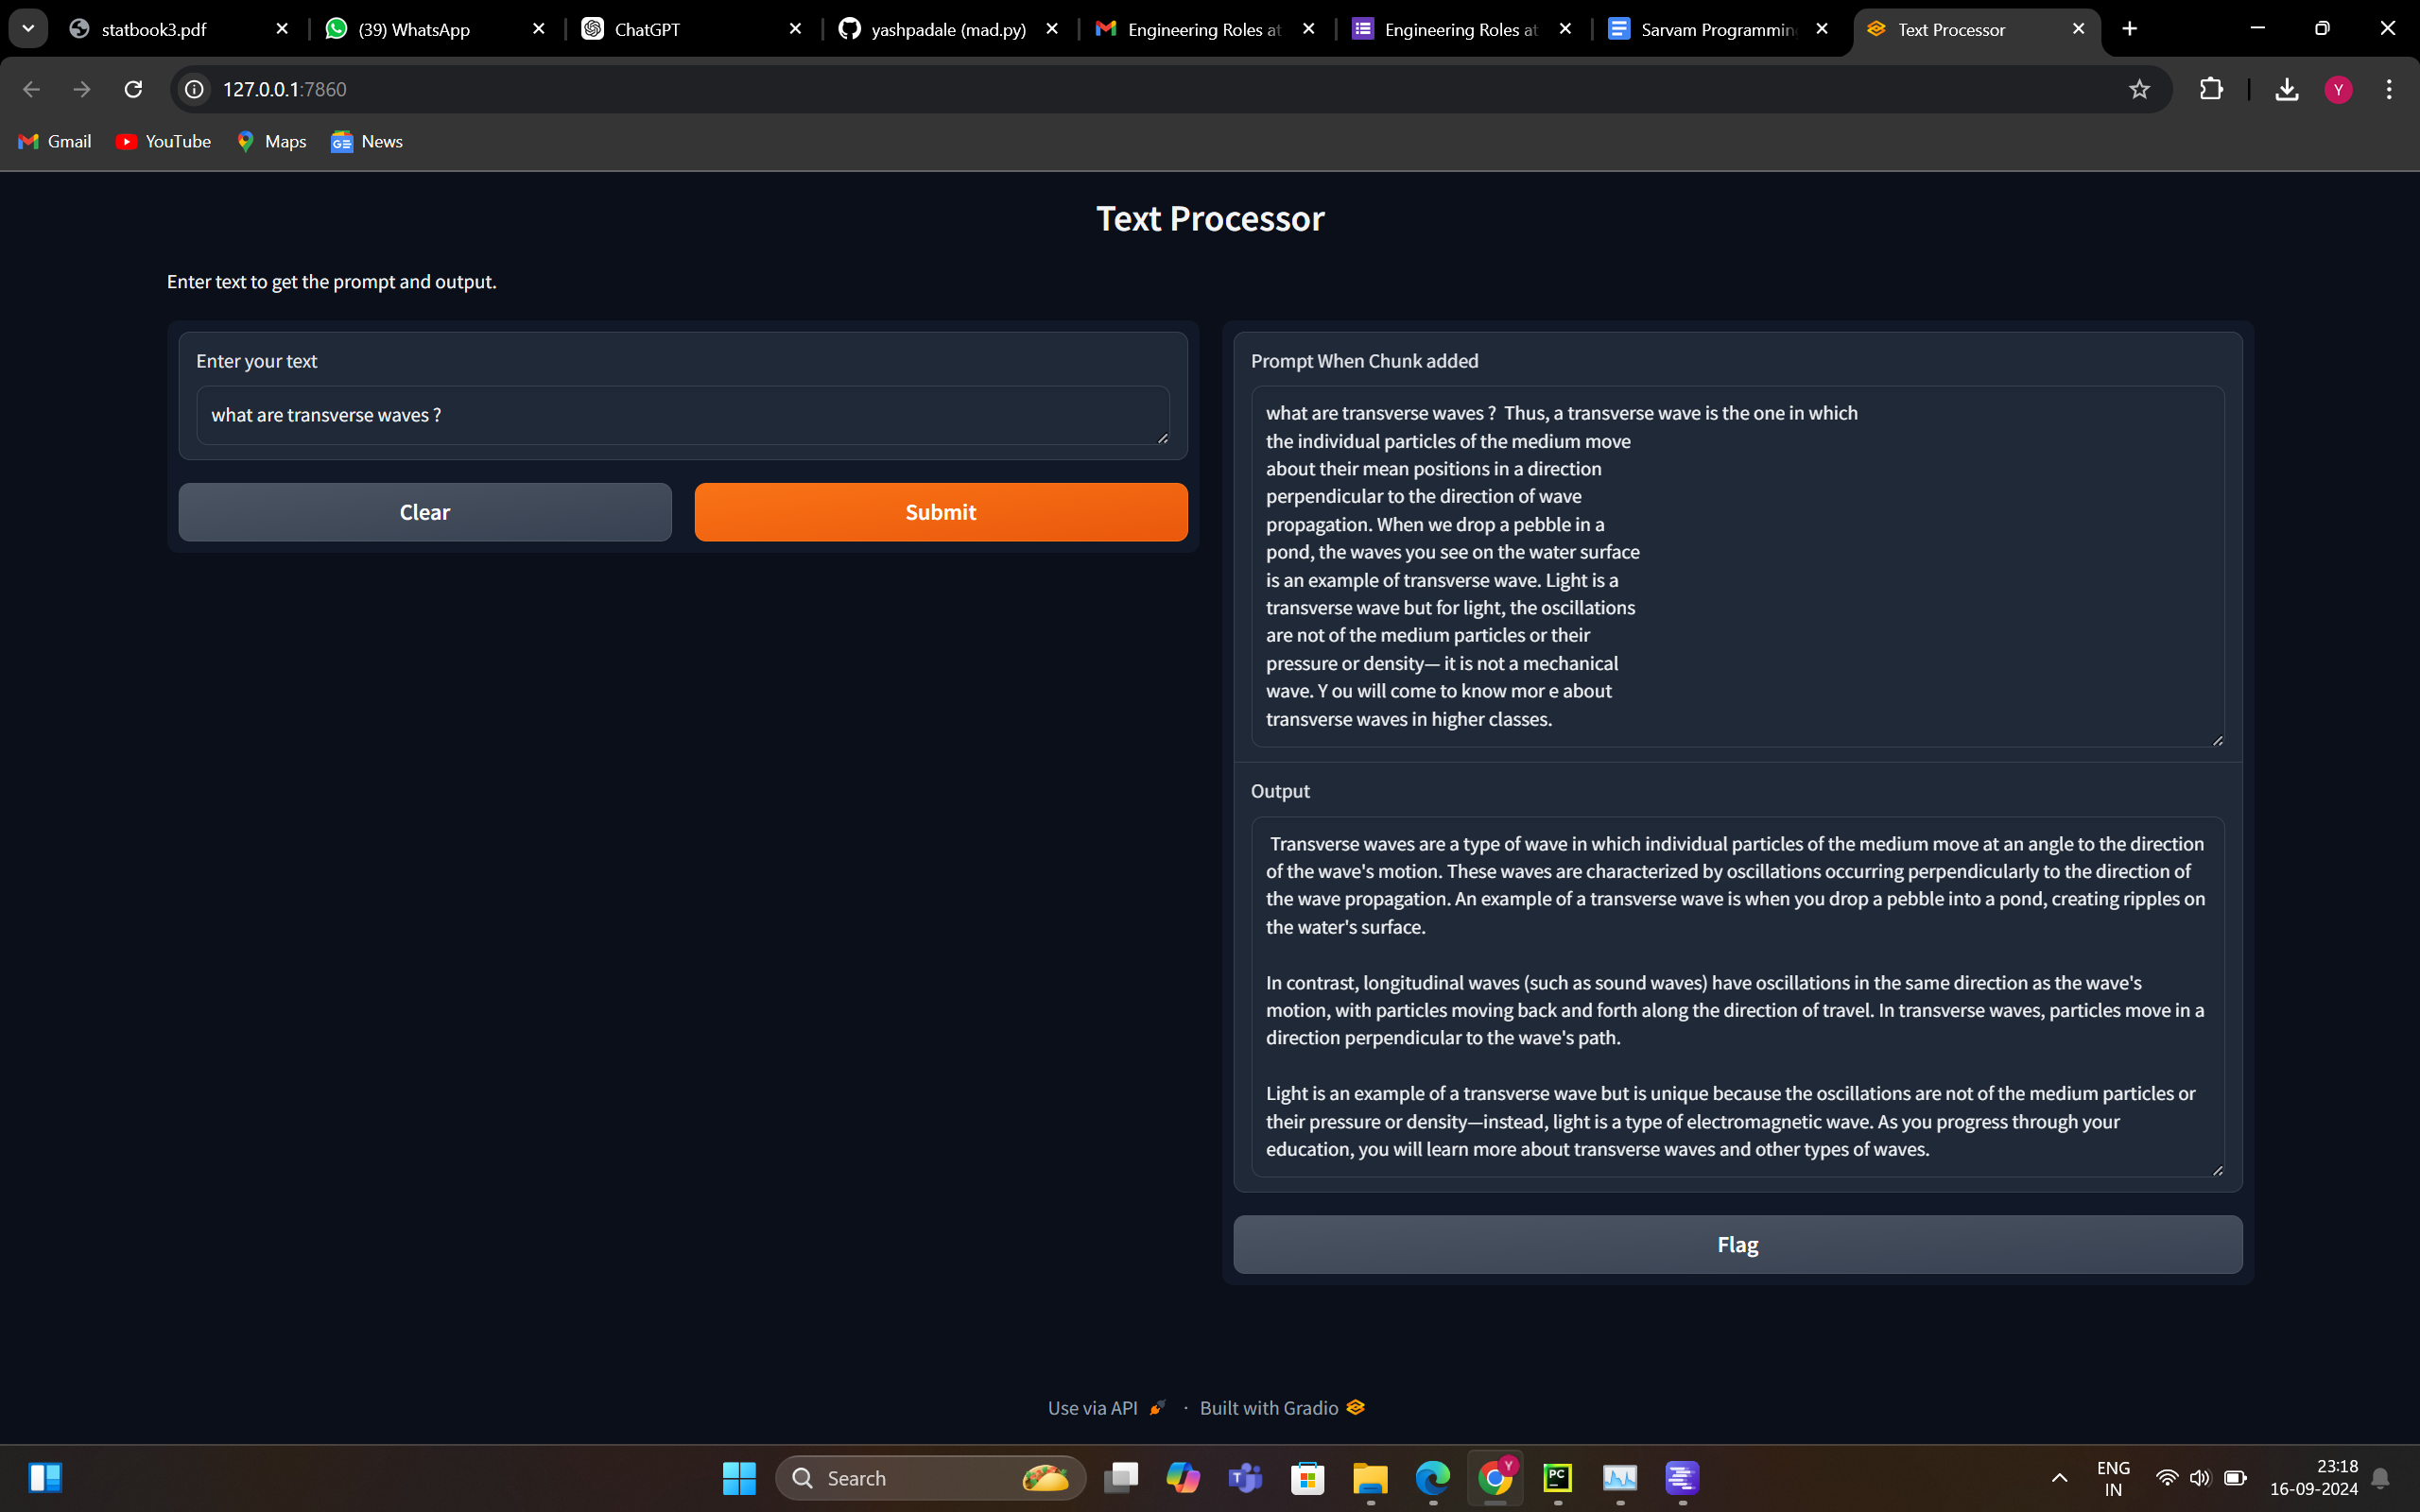 statbook3.pdf
(39) WhatsApp
ChatGPT
yashpadale (mad.py)
Engineering Roles at
Engineering Roles at
Sarvam Programming
Text Processor
127.0.0.1:7860
Y
Gmail
YouTube
Maps
News
Text Processor
Enter text to get the prompt and output.
Enter your text
what are transverse waves ?
Clear
Submit
Prompt When Chunk added
what are transverse waves ?  Thus, a transverse wave is the one in which
the individual particles of the medium move
about their mean positions in a direction
perpendicular to the direction of wave
propagation. When we drop a pebble in a
pond, the waves you see on the water surface
is an example of transverse wave. Light is a
transverse wave but for light, the oscillations
are not of the medium particles or their
pressure or density— it is not a mechanical
wave. Y ou will come to know mor e about
transverse waves in higher classes.
Output
Transverse waves are a type of wave in which individual particles of the medium move at an angle to the direction
of the wave's motion. These waves are characterized by oscillations occurring perpendicularly to the direction of
the wave propagation. An example of a transverse wave is when you drop a pebble into a pond, creating ripples on
the water's surface.
In contrast, longitudinal waves (such as sound waves) have oscillations in the same direction as the wave's
motion, with particles moving back and forth along the direction of travel. In transverse waves, particles move in a
direction perpendicular to the wave's path.
Light is an example of a transverse wave but is unique because the oscillations are not of the medium particles or
their pressure or density—instead, light is a type of electromagnetic wave. As you progress through your
education, you will learn more about transverse waves and other types of waves.
Flag
Use via API · Built with Gradio
Search
ENG
IN
23:18
16-09-2024